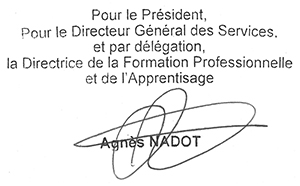 Pour le Président,
Pour le Directeur Général des Services,
et par délégation,
la Directrice de la Formation Professionnelle
et de l'Apprentisage
Agnès NADOT